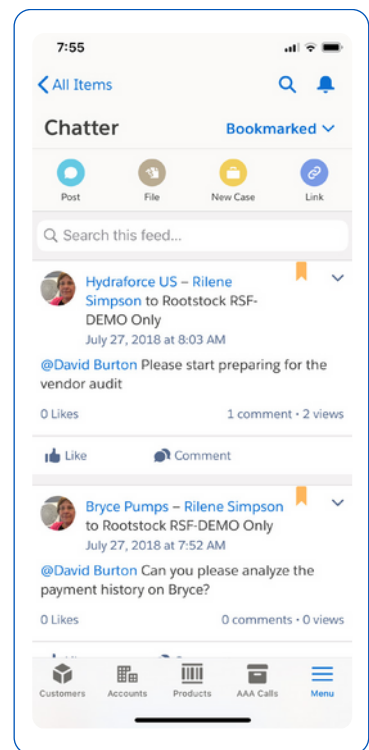 7:55
All Items
Chatter
Bookmarked
Post
File
New Case
Link
Search this feed...
Hydraforce US – Rilene
Simpson to Rootstock RSF-
DEMO Only
July 27, 2018 at 8:03 AM
@David Burton Please start preparing for the
vendor audit
0 Likes
1 comment · 2 views
Like
Comment
Bryce Pumps – Rilene Simpson
to Rootstock RSF-DEMO Only
July 27, 2018 at 7:52 AM
@David Burton Can you please analyze the
payment history on Bryce?
0 Likes
0 comments · 0 views
Customers
Accounts
Products
AAA Calls
Menu